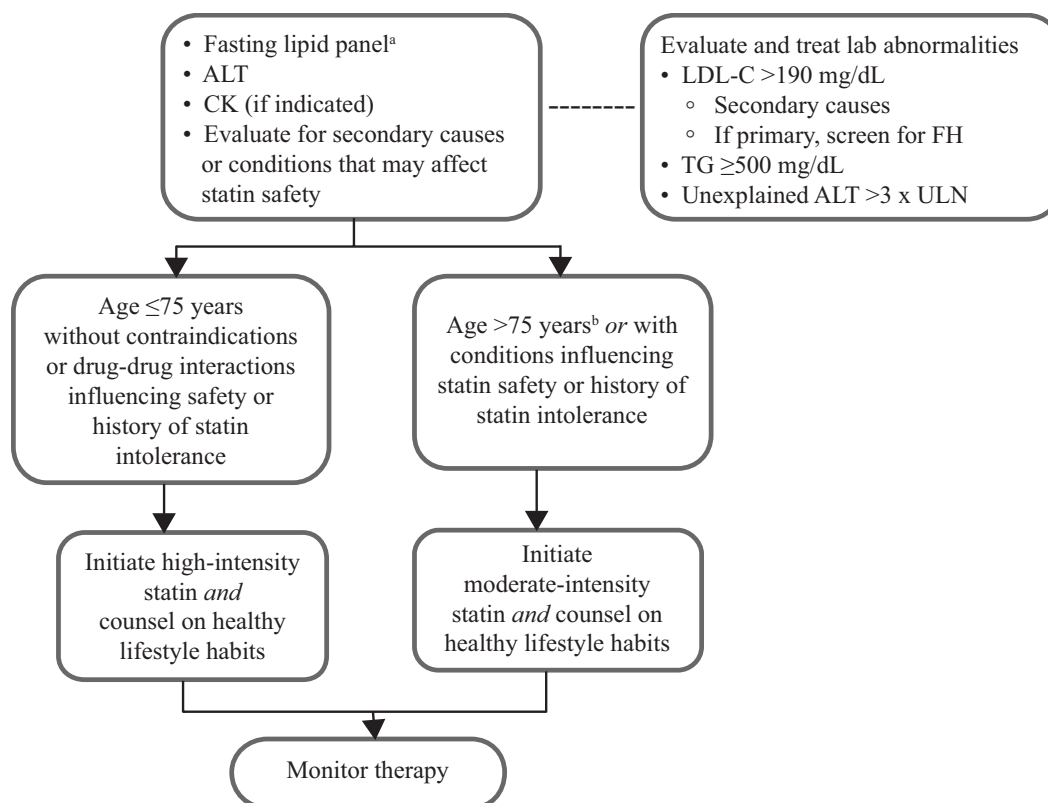 • Fasting lipid panelᵃ
• ALT
• CK (if indicated)
• Evaluate for secondary causes
or conditions that may affect
statin safety
Evaluate and treat lab abnormalities
• LDL-C >190 mg/dL
○ Secondary causes
○ If primary, screen for FH
• TG ≥500 mg/dL
• Unexplained ALT >3 x ULN
Age ≤75 years
without contraindications
or drug-drug interactions
influencing safety or
history of statin
intolerance
Age >75 yearsᵇ or with
conditions influencing
statin safety or history of
statin intolerance
Initiate high-intensity
statin and
counsel on healthy
lifestyle habits
Initiate
moderate-intensity
statin and counsel on
healthy lifestyle habits
Monitor therapy